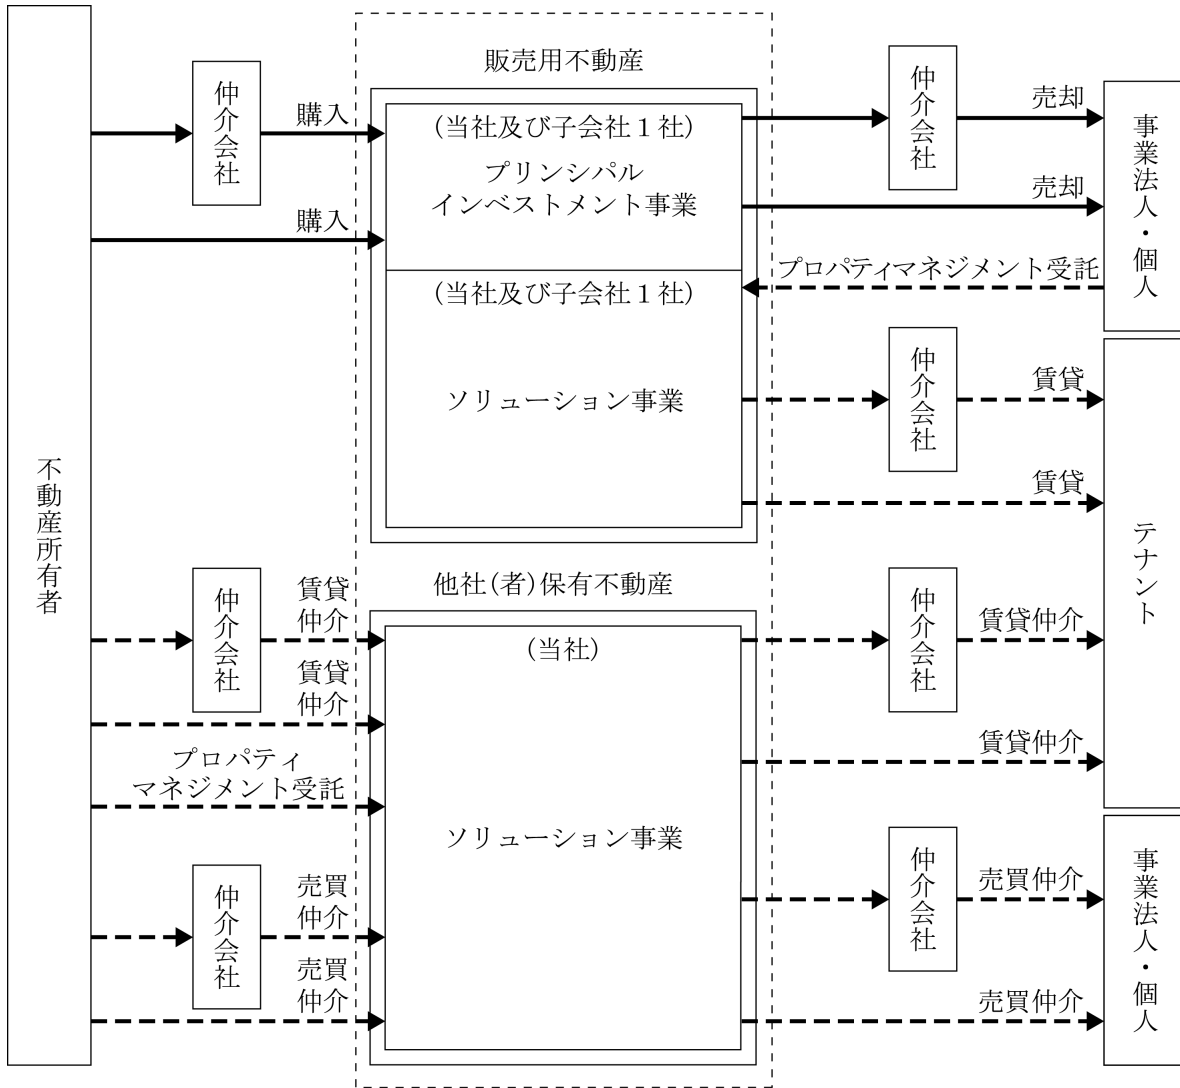 不動産所有者
仲介会社
購入
購入
販売用不動産
(当社及び子会社1社)
プリンシパル
インベストメント事業
(当社及び子会社1社)
ソリューション事業
仲介会社
売却
売却
プロパティマネジメント受託
事業法人・個人
仲介会社
賃貸
賃貸
テナント
仲介会社
賃貸
仲介
賃貸
仲介
プロパティ
マネジメント受託
仲介会社
売買
仲介
売買
仲介
他社(者)保有不動産
(当社)
ソリューション事業
仲介会社
賃貸仲介
賃貸仲介
仲介会社
売買仲介
売買仲介
事業法人・個人